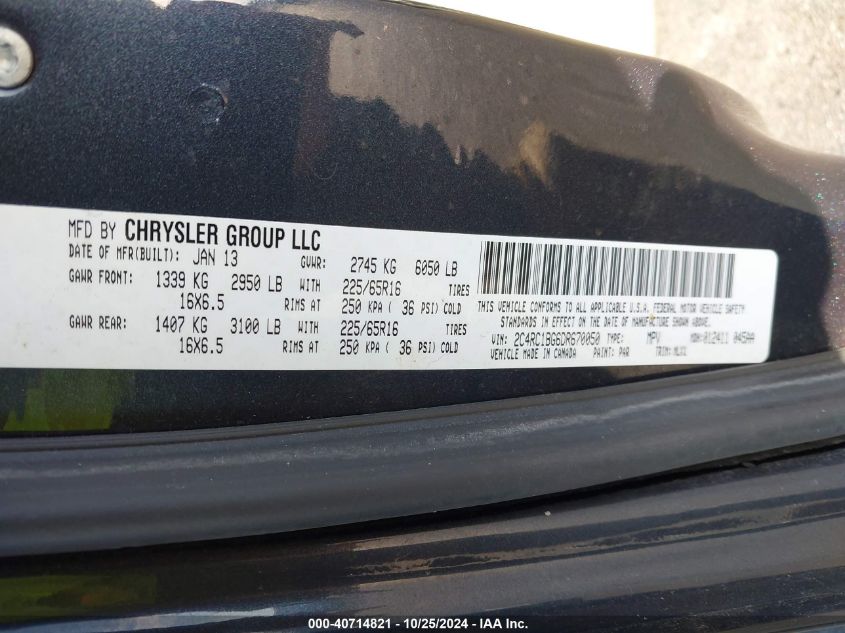 MFD BY CHRYSLER GROUP LLC
DATE OF MFR(BUILT): JAN 13 GVWR: 2745 KG 6050 LB
GAWR FRONT: 1339 KG 2950 LB WITH 225/65R16 TIRES
16X6.5 RIMS AT 250 KPA ( 36 PSI) COLD
GAWR REAR: 1407 KG 3100 LB WITH 225/65R16 TIRES
16X6.5 RIMS AT 250 KPA ( 36 PSI) COLD
THIS VEHICLE CONFORMS TO ALL APPLICABLE U.S.A. FEDERAL MOTOR VEHICLE SAFETY
STANDARDS IN EFFECT ON THE DATE OF MANUFACTURE SHOWN ABOVE.
VIN: 2C4RC1BG6DR670050 TYPE: MPV MDH: 012411 045AA
VEHICLE MADE IN CANADA PAINT: PAR TRIM:
000-40714821 - 10/25/2024 - IAA Inc.